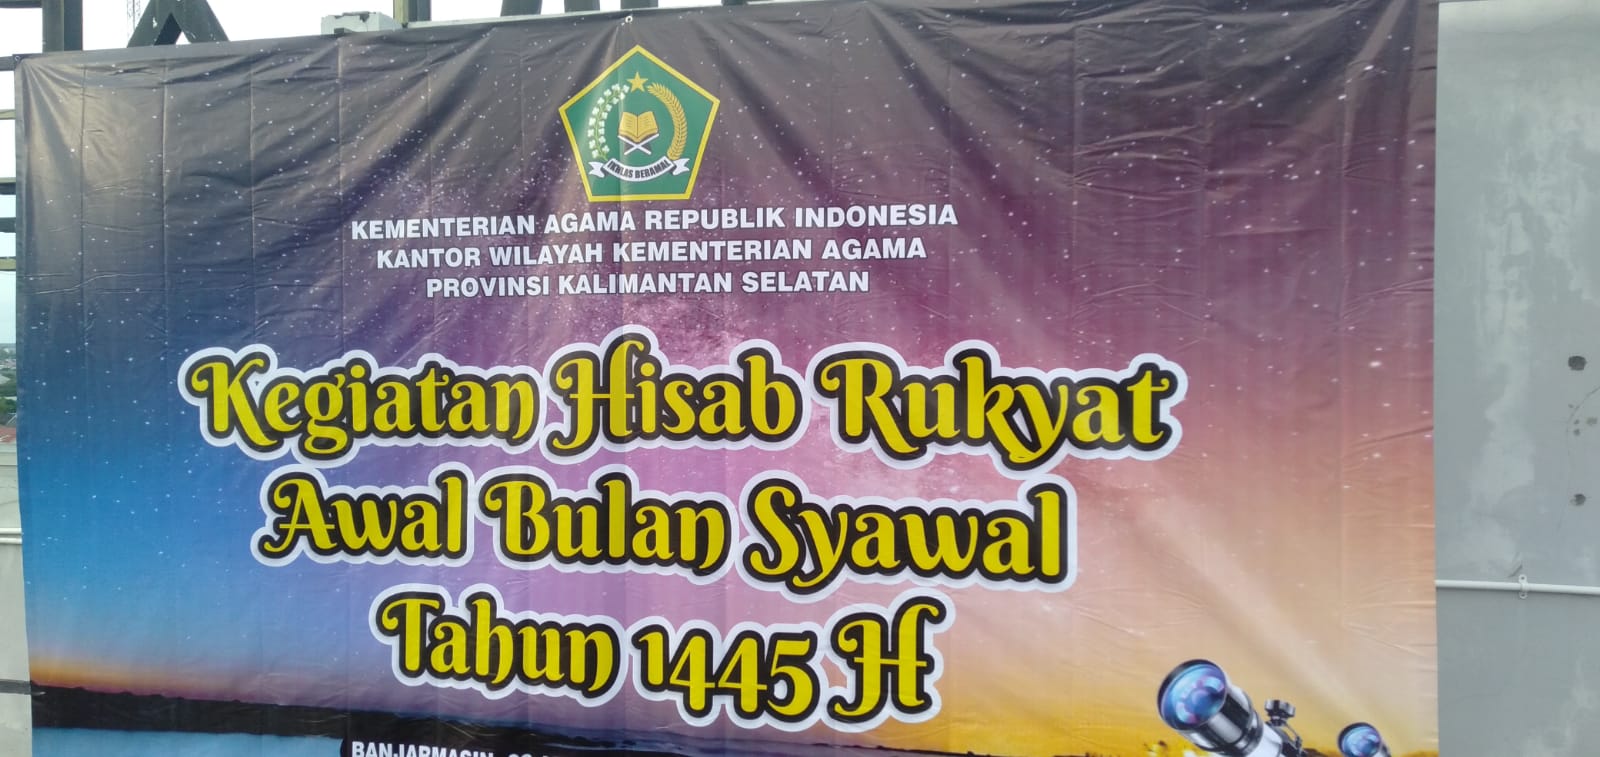 IKHLAS BERAMAL
KEMENTERIAN AGAMA REPUBLIK INDONESIA
KANTOR WILAYAH KEMENTERIAN AGAMA
PROVINSI KALIMANTAN SELATAN
Kegiatan Hisab Rukyat
Awal Bulan Syawal
Tahun 1445 H
BANJARMASIN,